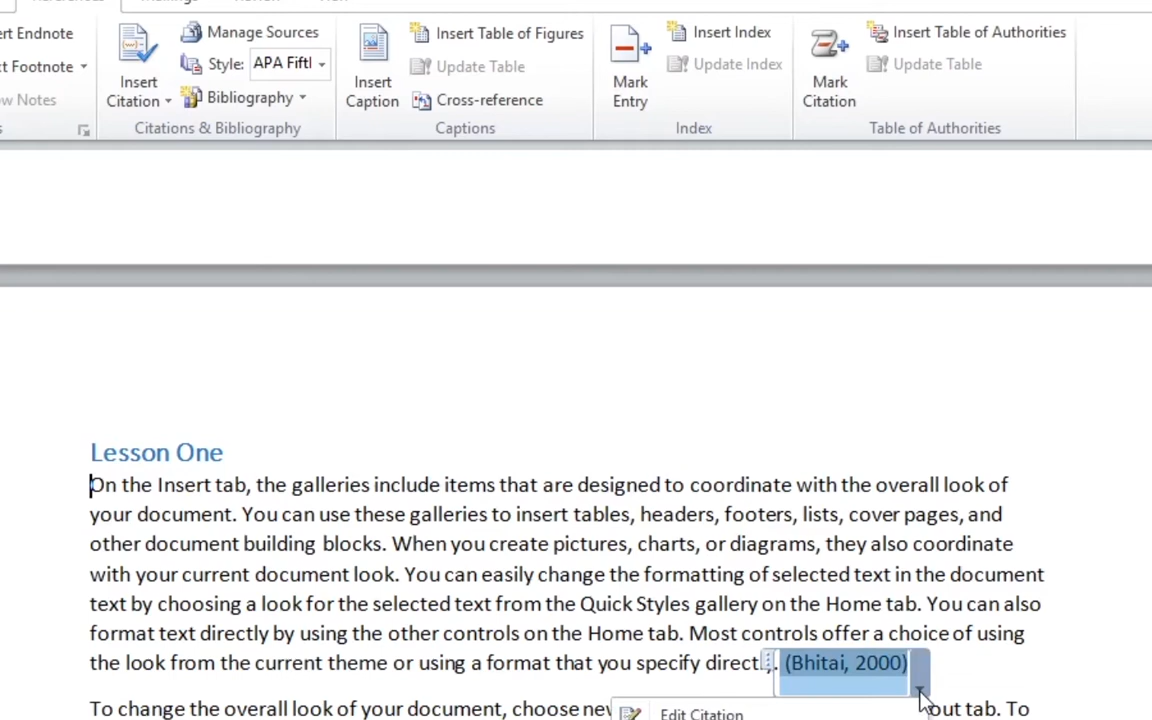 ert Endnote
Manage Sources
Insert Table of Figures
Insert Index
Insert Table of Authorities
t Footnote
Style: APA Fiftl
Update Table
Update Index
Update Table
Insert Citation
Insert Caption
Mark Entry
Mark Citation
w Notes
Bibliography
Cross-reference
s
Citations & Bibliography
Captions
Index
Table of Authorities
Lesson One
On the Insert tab, the galleries include items that are designed to coordinate with the overall look of
your document. You can use these galleries to insert tables, headers, footers, lists, cover pages, and
other document building blocks. When you create pictures, charts, or diagrams, they also coordinate
with your current document look. You can easily change the formatting of selected text in the document
text by choosing a look for the selected text from the Quick Styles gallery on the Home tab. You can also
format text directly by using the other controls on the Home tab. Most controls offer a choice of using
the look from the current theme or using a format that you specify direct . (Bhitai, 2000)
To change the overall look of your document, choose new
Edit Citation
out tab. To